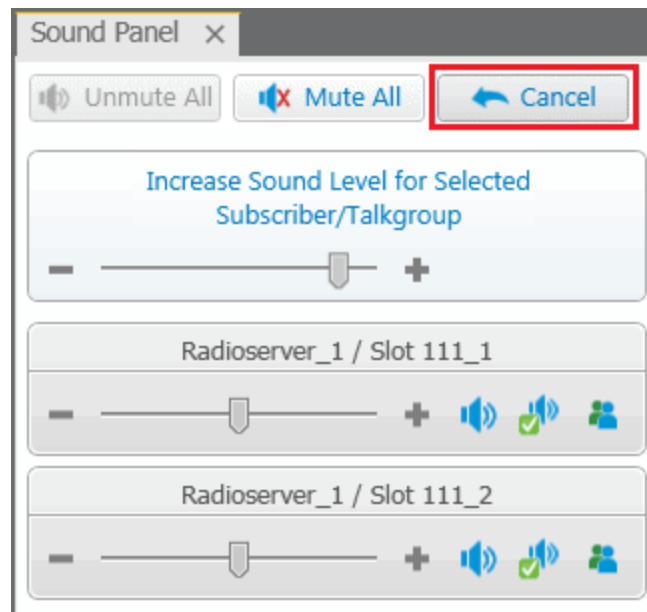 Sound Panel
Unmute All Mute All Cancel
Increase Sound Level for Selected
Subscriber/Talkgroup
Radioserver_1 / Slot 111_1
Radioserver_1 / Slot 111_2